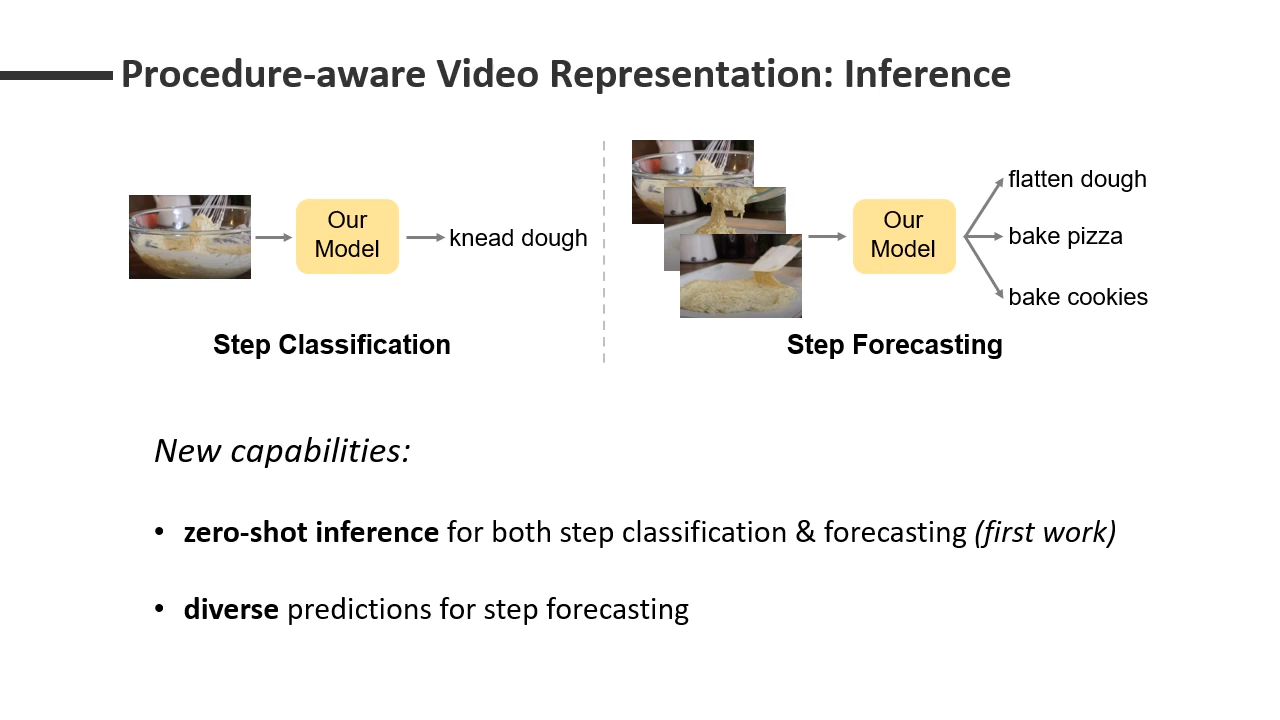 Procedure-aware Video Representation: Inference
Our
Model
knead dough
Step Classification
Our
Model
flatten dough
bake pizza
bake cookies
Step Forecasting
New capabilities:
• zero-shot inference for both step classification & forecasting (first work)
• diverse predictions for step forecasting